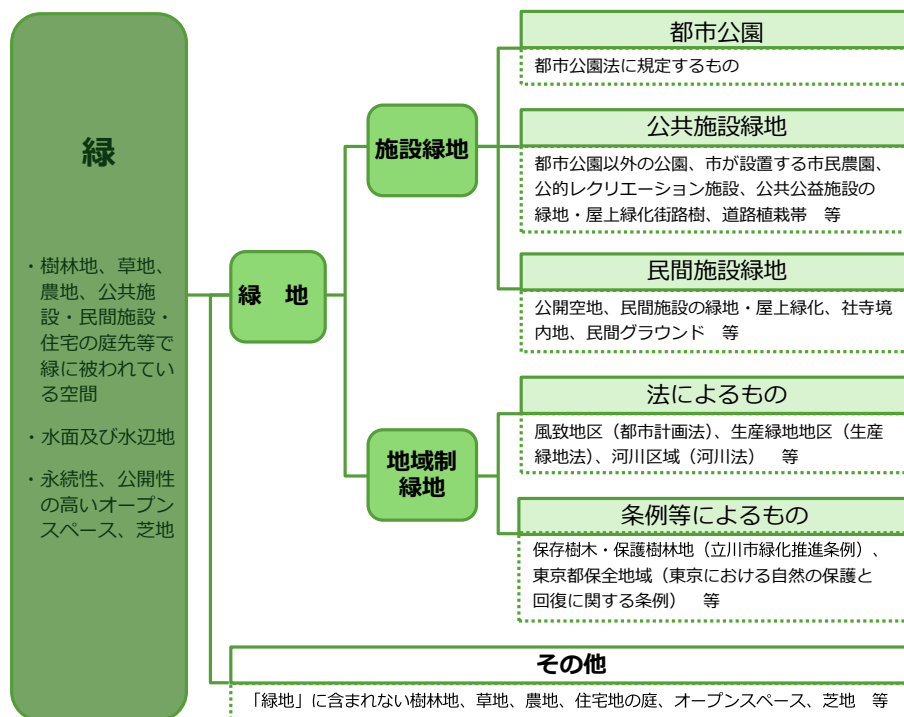 緑
・樹林地、草地、
農地、公共施
設・民間施設・
住宅の庭先等で
緑に被われてい
る空間
・水面及び水辺地
・永続性、公開性
の高いオープン
スペース、芝地
緑　地
施設緑地
都市公園
都市公園法に規定するもの
公共施設緑地
都市公園以外の公園、市が設置する市民農園、
公的レクリエーション施設、公共公益施設の
緑地・屋上緑化街路樹、道路植栽帯　等
民間施設緑地
公開空地、民間施設の緑地・屋上緑化、社寺境
内地、民間グラウンド　等
地域制
緑地
法によるもの
風致地区（都市計画法）、生産緑地地区（生産
緑地法）、河川区域（河川法）　等
条例等によるもの
保存樹木・保護樹林地（立川市緑化推進条例）、
東京都保全地域（東京における自然の保護と
回復に関する条例）　等
その他
「緑地」に含まれない樹林地、草地、農地、住宅地の庭、オープンスペース、芝地　等